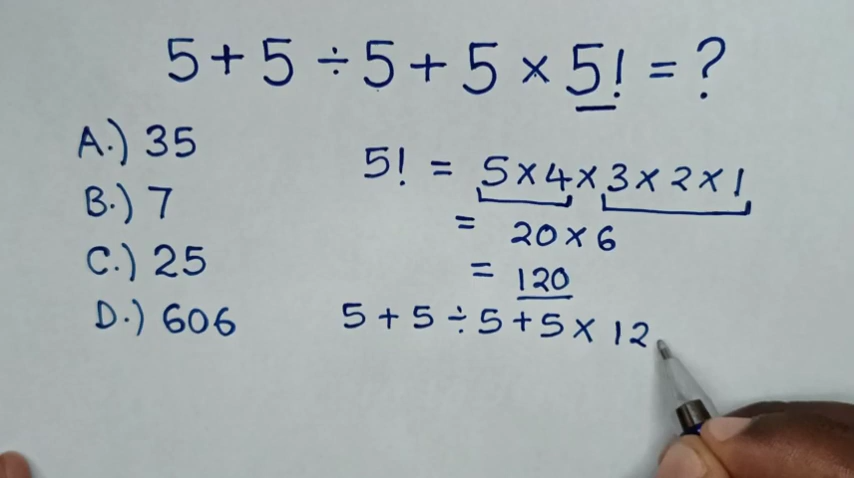 5 + 5 ÷ 5 + 5 × 5! = ?
A.) 35
B.) 7
C.) 25
D.) 606
5! = 5 × 4 × 3 × 2 × 1
= 20 × 6
= 120
5 + 5 ÷ 5 + 5 × 12